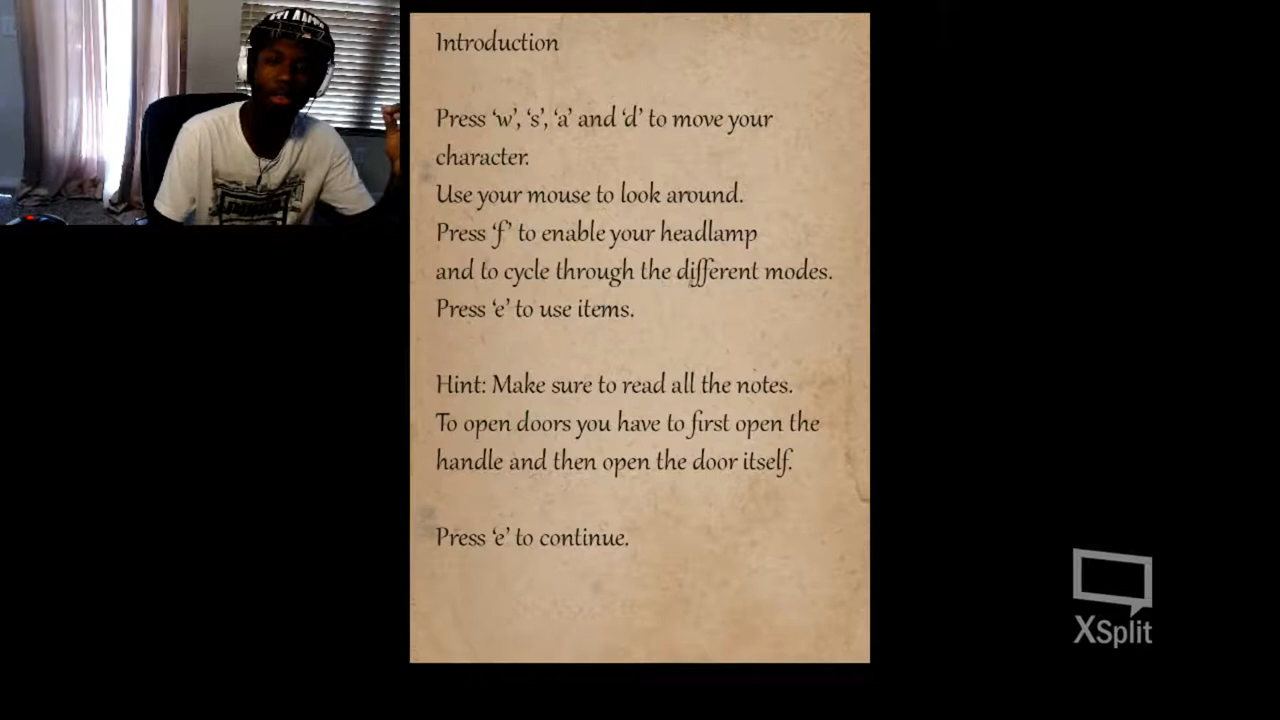 ATLANTA
Introduction
Press ‘w’, ‘s’, ‘a’ and ‘d’ to move your
character.
Use your mouse to look around.
Press ‘f’ to enable your headlamp
and to cycle through the different modes.
Press ‘e’ to use items.
Hint: Make sure to read all the notes.
To open doors you have to first open the
handle and then open the door itself.
Press ‘e’ to continue.
XSplit